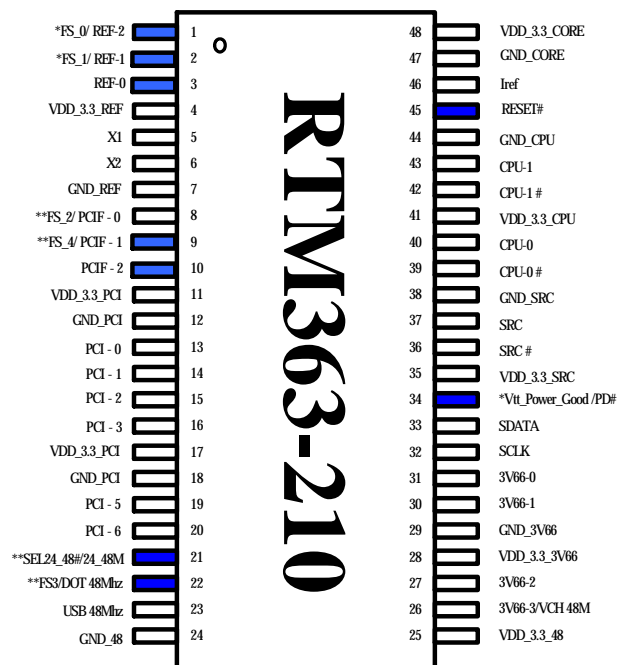 *FS_0/ REF-2 1 48 VDD_3.3_CORE
*FS_1/ REF-1 2 47 GND_CORE
REF-0 3 46 Iref
VDD_3.3_REF 4 45 RESET#
X1 5 44 GND_CPU
X2 6 43 CPU-1
GND_REF 7 42 CPU-1 #
**FS_2/ PCIF - 0 8 41 VDD_3.3_CPU
**FS_4/ PCIF - 1 9 40 CPU-0
PCIF - 2 10 39 CPU-0 #
VDD_3.3_PCI 11 38 GND_SRC
GND_PCI 12 37 SRC
PCI - 0 13 36 SRC #
PCI - 1 14 35 VDD_3.3_SRC
PCI - 2 15 34 *Vtt_Power_Good /PD#
PCI - 3 16 33 SDATA
VDD_3.3_PCI 17 32 SCLK
GND_PCI 18 31 3V66-0
PCI - 5 19 30 3V66-1
PCI - 6 20 29 GND_3V66
**SEL24_48#/24_48M 21 28 VDD_3.3_3V66
**FS3/DOT 48Mhz 22 27 3V66-2
USB 48Mhz 23 26 3V66-3/VCH 48M
GND_48 24 25 VDD_3.3_48
RTM363-210